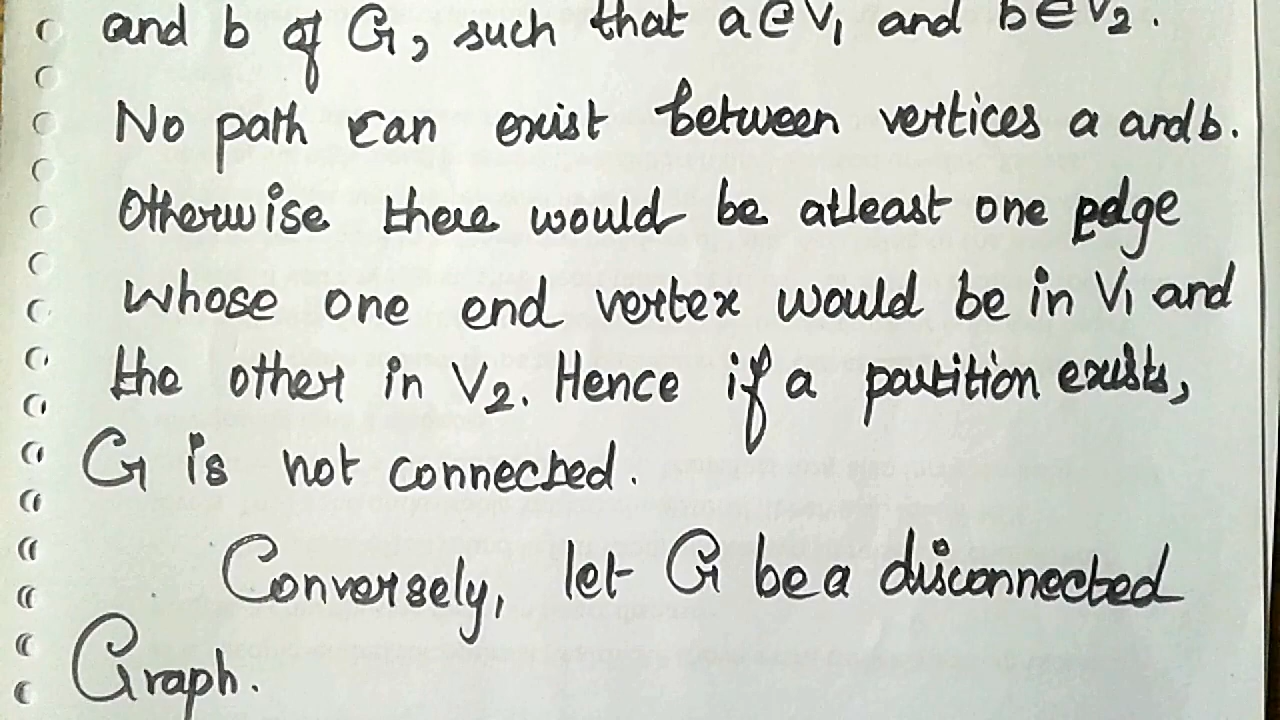 and b of G, such that a ∈ V1 and b ∈ V2.
No path can exist between vertices a and b.
Otherwise there would be atleast one edge
whose one end vertex would be in V1 and
the other in V2. Hence if a partition exists,
G is not connected.
Conversely, let G be a disconnected
Graph.